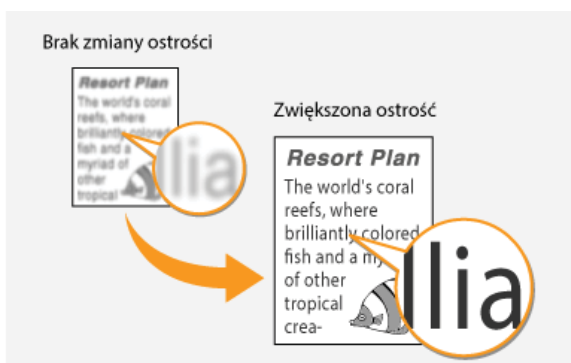 Brak zmiany ostrości
Resort Plan
The world's coral
reefs, where
brilliantly colored
fish and a
myriad of
other
tropical
llia
Zwiększona ostrość
Resort Plan
The world's coral
reefs, where
brilliantly colored
fish and a my
of other
tropical
crea-
llia